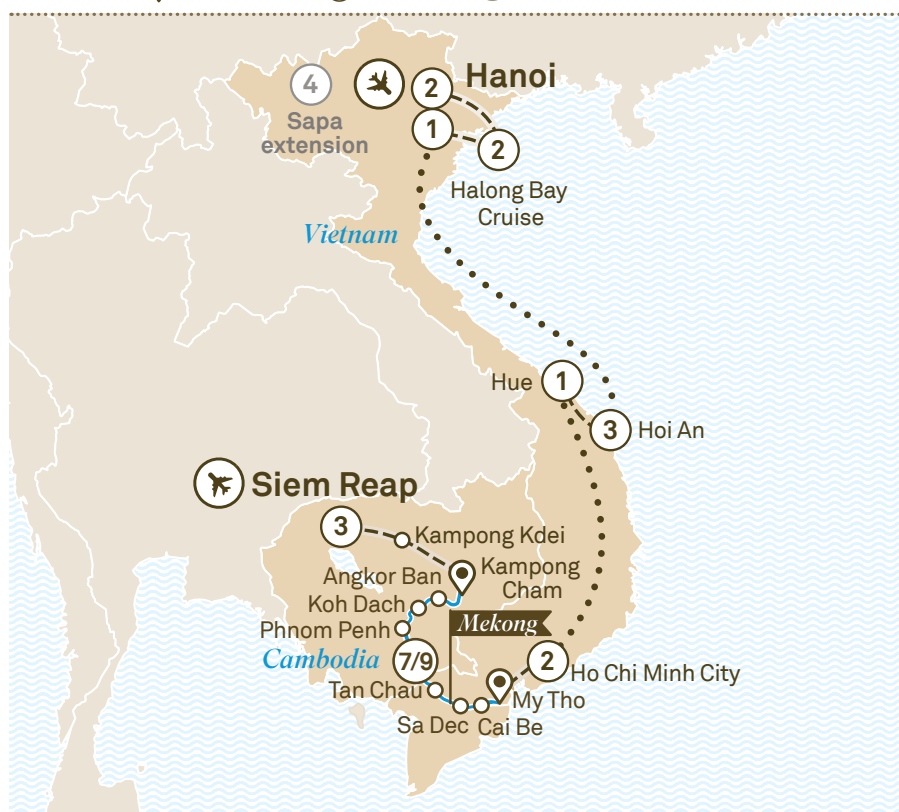 4
Sapa
extension
2
Hanoi
1
2
Halong Bay
Cruise
Vietnam
Hue
1
3
Hoi An
Siem Reap
3
Kampong Kdei
Kampong
Cham
Angkor Ban
Koh Dach
Mekong
Phnom Penh
Cambodia
7/9
2
Ho Chi Minh City
Tan Chau
My Tho
Sa Dec
Cai Be